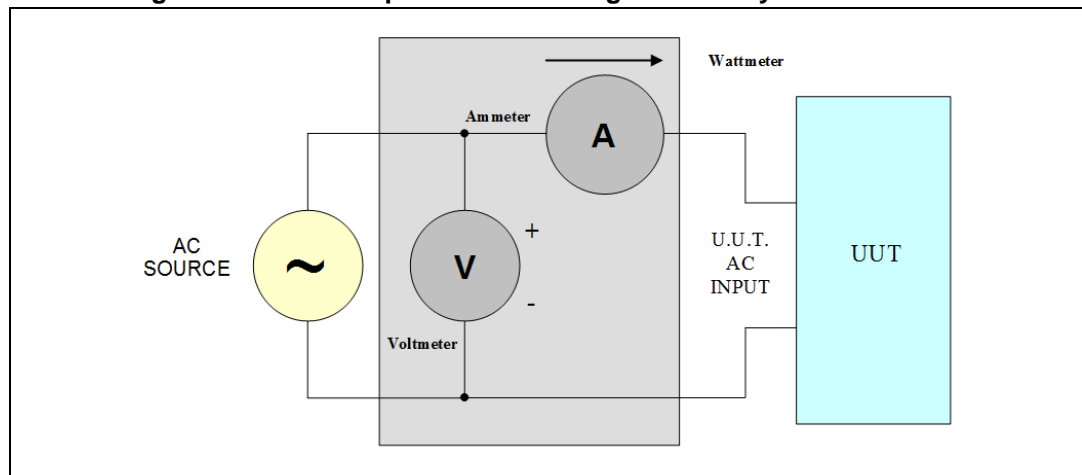 Wattmeter
Ammeter
A
AC
SOURCE
~
V
+
-
U.U.T.
AC
INPUT
UUT
Voltmeter